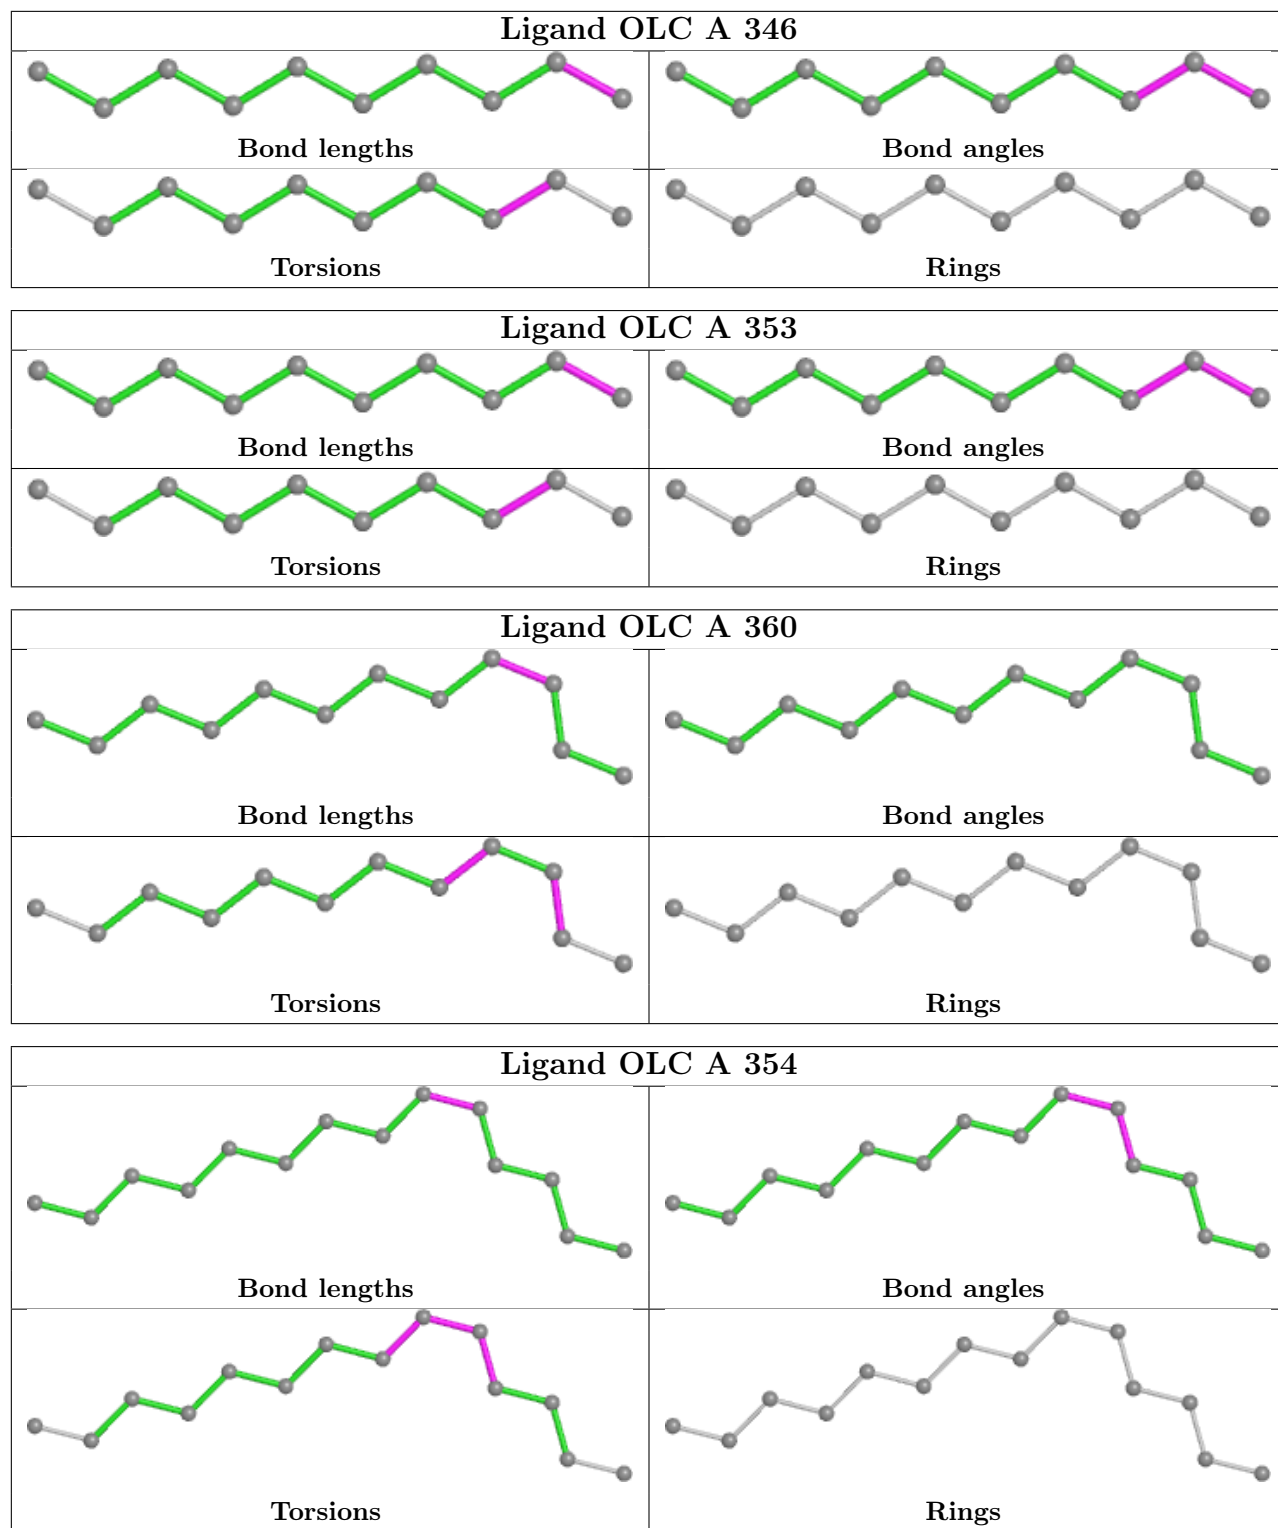 Ligand OLC A 346
Bond lengths
Bond angles
Torsions
Rings
Ligand OLC A 353
Bond lengths
Bond angles
Torsions
Rings
Ligand OLC A 360
Bond lengths
Bond angles
Torsions
Rings
Ligand OLC A 354
Bond lengths
Bond angles
Torsions
Rings